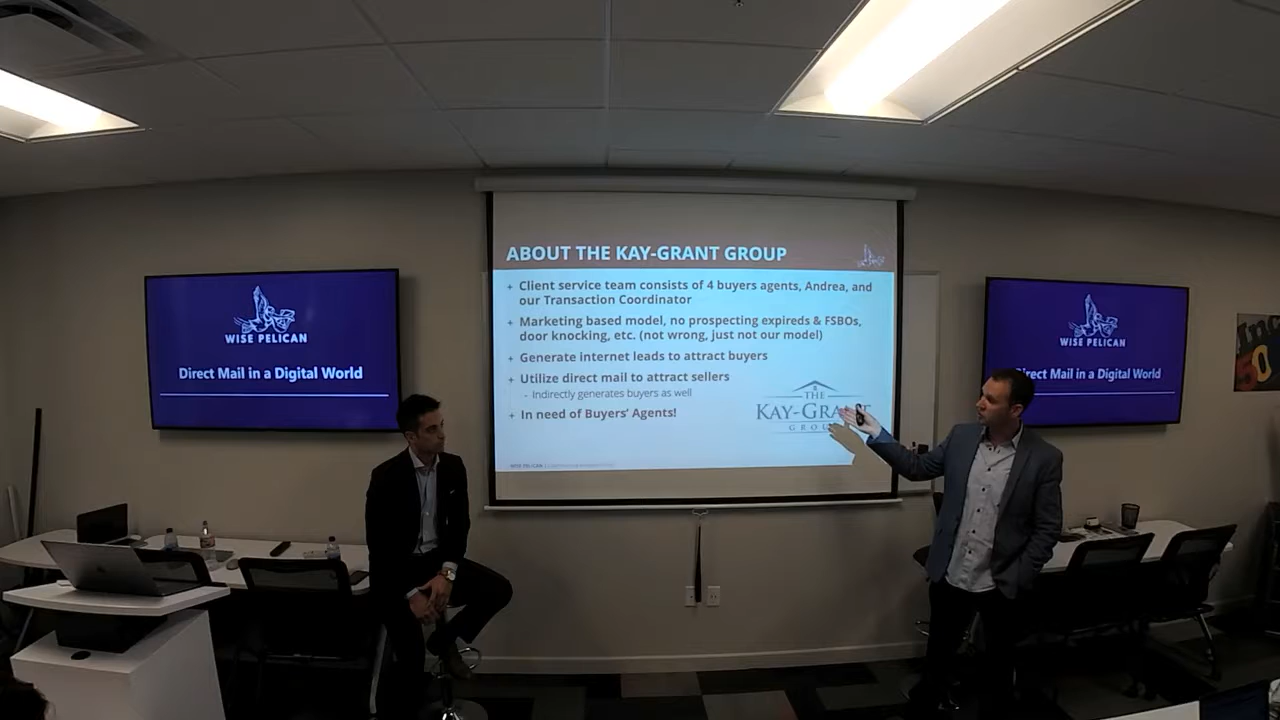 ABOUT THE KAY-GRANT GROUP
+ Client service team consists of 4 buyers agents, Andrea, and
our Transaction Coordinator
+ Marketing based model, no prospecting expireds & FSBOs,
door knocking, etc. (not wrong, just not our model)
+ Generate internet leads to attract buyers
+ Utilize direct mail to attract sellers
- Indirectly generates buyers as well
+ In need of Buyers' Agents!
THE
KAY-GRANT
WISE PELICAN
WISE PELICAN
Direct Mail in a Digital World
WISE PELICAN
Direct Mail in a Digital World
50